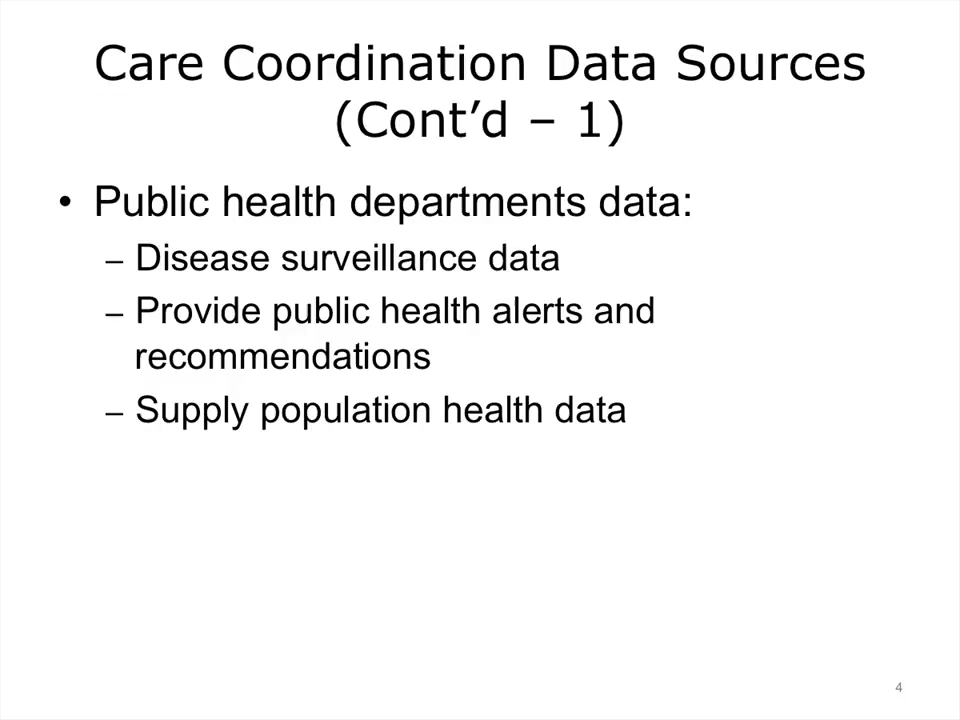 Care Coordination Data Sources
(Cont’d – 1)
• Public health departments data:
– Disease surveillance data
– Provide public health alerts and
recommendations
– Supply population health data
4